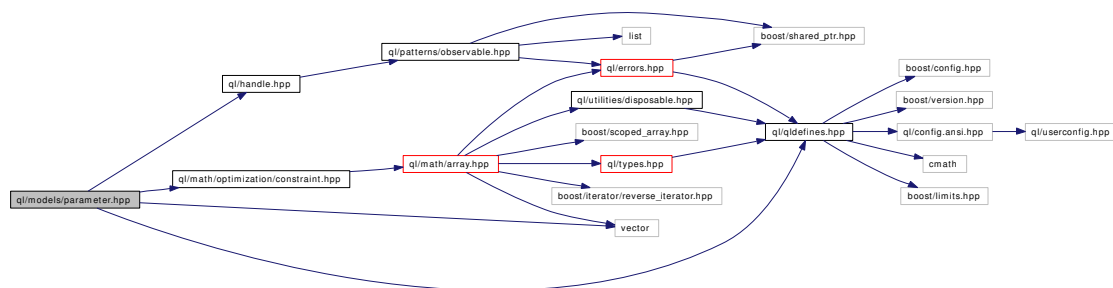 boost/shared_ptr.hpp
list
ql/patterns/observable.hpp
ql/errors.hpp
boost/config.hpp
ql/handle.hpp
ql/utilities/disposable.hpp
boost/version.hpp
boost/scoped_array.hpp
ql/qldefines.hpp
ql/config.ansi.hpp
ql/userconfig.hpp
ql/math/array.hpp
ql/types.hpp
cmath
ql/math/optimization/constraint.hpp
boost/iterator/reverse_iterator.hpp
boost/limits.hpp
ql/models/parameter.hpp
vector